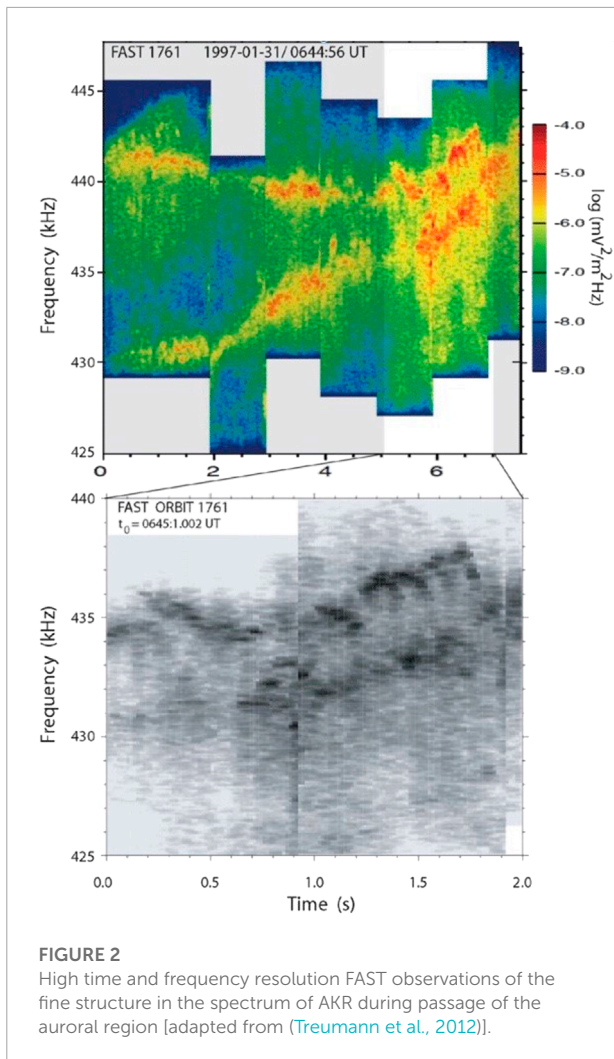 FAST 1761 1997-01-31/ 0644:56 UT
445
440
435
430
425
Frequency (kHz)
0 2 4 6
-4.0
-5.0
-6.0
-7.0
-8.0
-9.0
log (mV²/m² Hz)
FAST ORBIT 1761
t₀ = 0645:1.002 UT
440
435
430
425
Frequency (kHz)
0.0 0.5 1.0 1.5 2.0
Time (s)
FIGURE 2
High time and frequency resolution FAST observations of the
fine structure in the spectrum of AKR during passage of the
auroral region [adapted from (Treumann et al., 2012)].